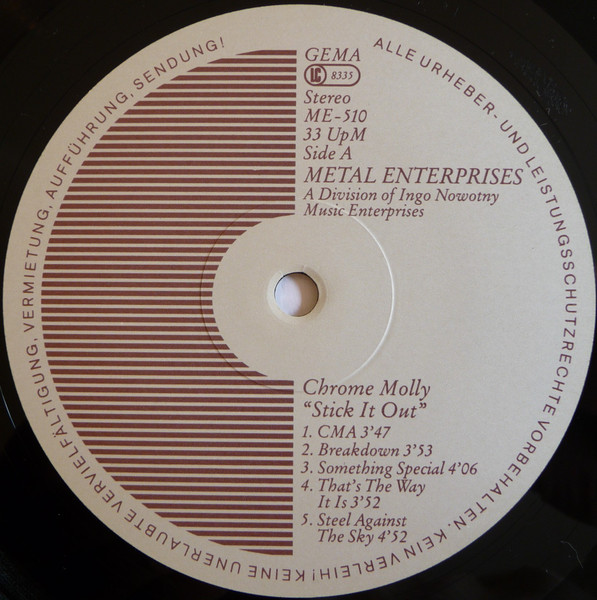 ALLE URHEBER- UND LEISTUNGSSCHUTZRECHTE VORBEHALTEN. KEIN VERLEIH! KEINE UNERLAUBTE VERVIELFÄLTIGUNG, VERMIETUNG, AUFFÜHRUNG, SENDUNG!
GEMA
LC 8335
Stereo
ME-510
33 UpM
Side A
METAL ENTERPRISES
A Division of Ingo Nowotny
Music Enterprises
Chrome Molly
“Stick It Out”
1. CMA 3'47
2. Breakdown 3'53
3. Something Special 4'06
4. That's The Way
It Is 3'52
5. Steel Against
The Sky 4'52